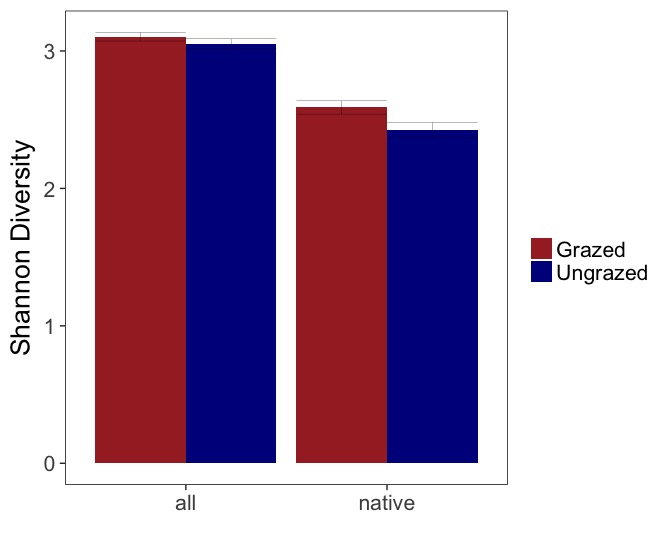 Shannon Diversity
3
2
1
0
all native
Grazed
Ungrazed